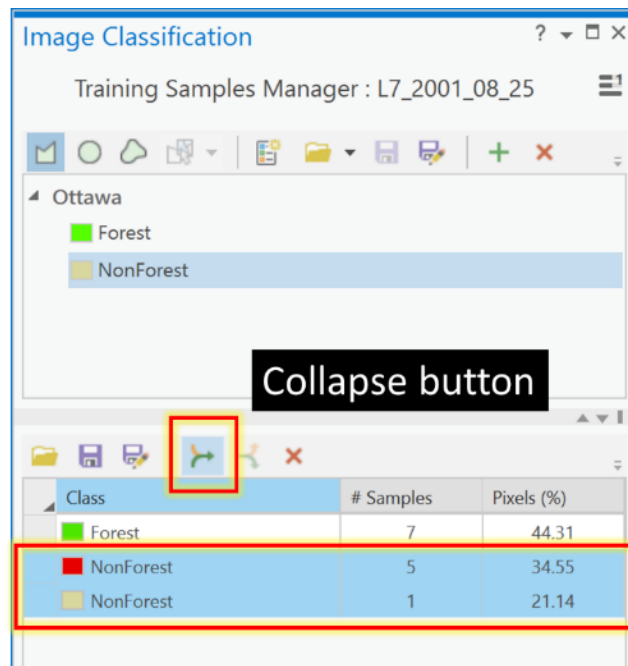 Image Classification ?
Training Samples Manager : L7_2001_08_25
Ottawa
Forest
NonForest
Collapse button
Class # Samples Pixels (%)
Forest 7 44.31
NonForest 5 34.55
NonForest 1 21.14